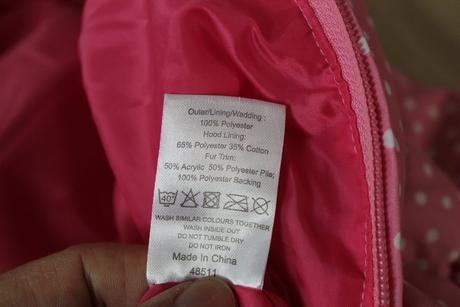 Outer/Lining/Wadding :
100% Polyester
Hood Lining:
65% Polyester 35% Cotton
Fur Trim:
50% Acrylic 50% Polyester Pile;
100% Polyester Backing
40°
WASH SIMILAR COLOURS TOGETHER
WASH INSIDE OUT
DO NOT TUMBLE DRY
DO NOT IRON
Made In China
48511